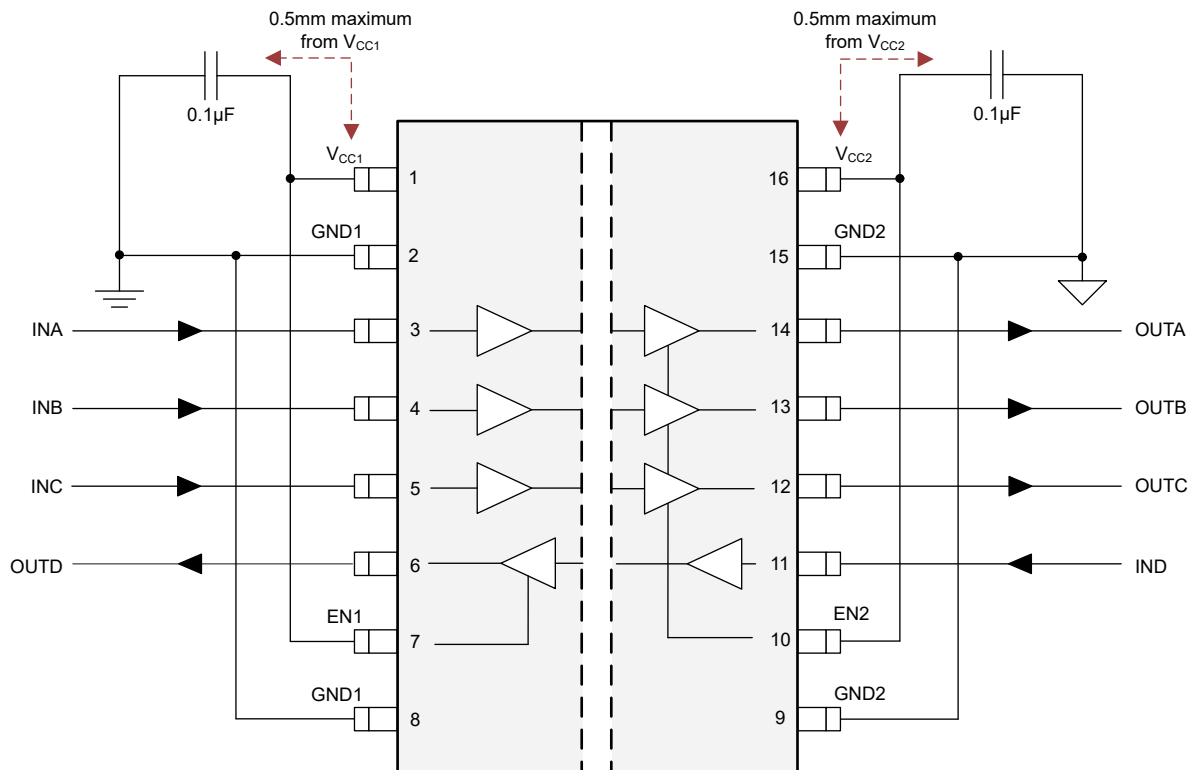 0.5mm maximum
from VCC1
0.5mm maximum
from VCC2
0.1µF
0.1µF
VCC1
1
16
VCC2
GND1
2
15
GND2
INA
3
14
OUTA
INB
4
13
OUTB
INC
5
12
OUTC
OUTD
6
11
IND
EN1
7
10
EN2
GND1
8
9
GND2